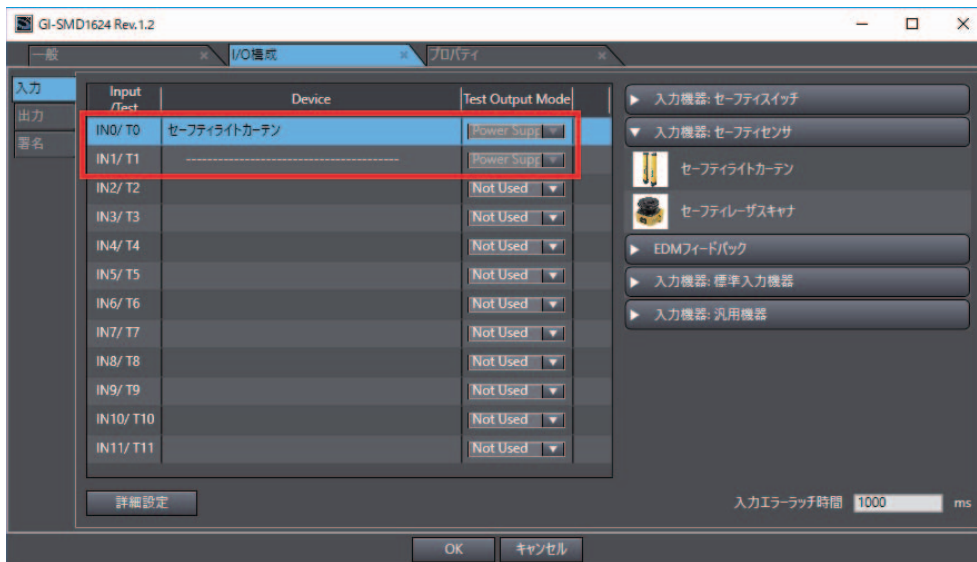 GI-SMD1624 Rev.1.2
一般
I/O構成
プロパティ
入力
出力
署名
Input /Test
Device
Test Output Mode
IN0/ T0 セーフティライトカーテン Power Supp
IN1/ T1 ---------------------------------------- Power Supp
IN2/ T2 Not Used
IN3/ T3 Not Used
IN4/ T4 Not Used
IN5/ T5 Not Used
IN6/ T6 Not Used
IN7/ T7 Not Used
IN8/ T8 Not Used
IN9/ T9 Not Used
IN10/ T10 Not Used
IN11/ T11 Not Used
詳細設定
入力機器: セーフティスイッチ
入力機器: セーフティセンサ
セーフティライトカーテン
セーフティレーザスキャナ
EDMフィードバック
入力機器: 標準入力機器
入力機器: 汎用機器
入力エラーラッチ時間 1000 ms
OK
キャンセル